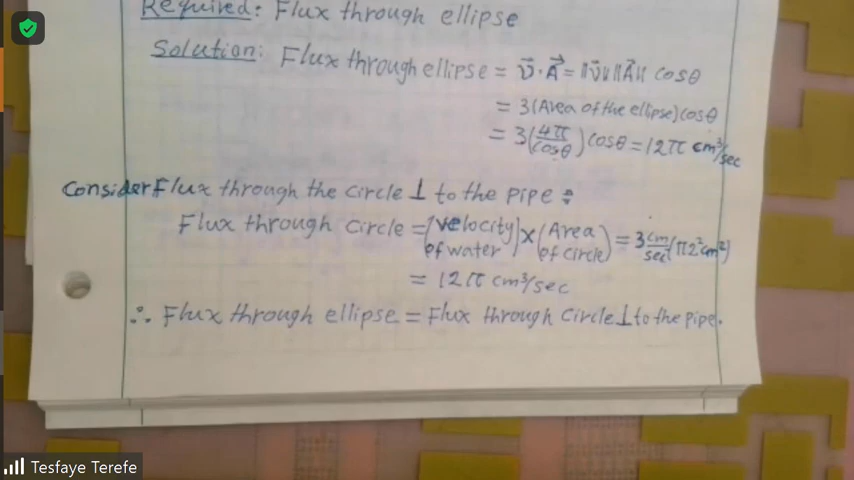 Required: Flux through ellipse
Solution: Flux through ellipse = v⃗·A⃗ = ||v⃗|| ||A⃗|| cosθ
= 3(Area of the ellipse)cosθ
= 3(4π/cosθ)cosθ = 12π cm³/sec
Consider Flux through the circle ⊥ to the pipe:
Flux through circle = (velocity of water) × (Area of circle) = 3 cm/sec (π2²cm²)
= 12π cm³/sec
∴ Flux through ellipse = Flux through circle ⊥ to the pipe.
Tesfaye Terefe